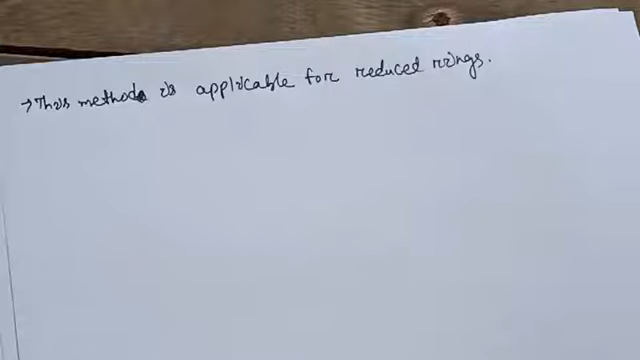 → This method is applicable for reduced rings.